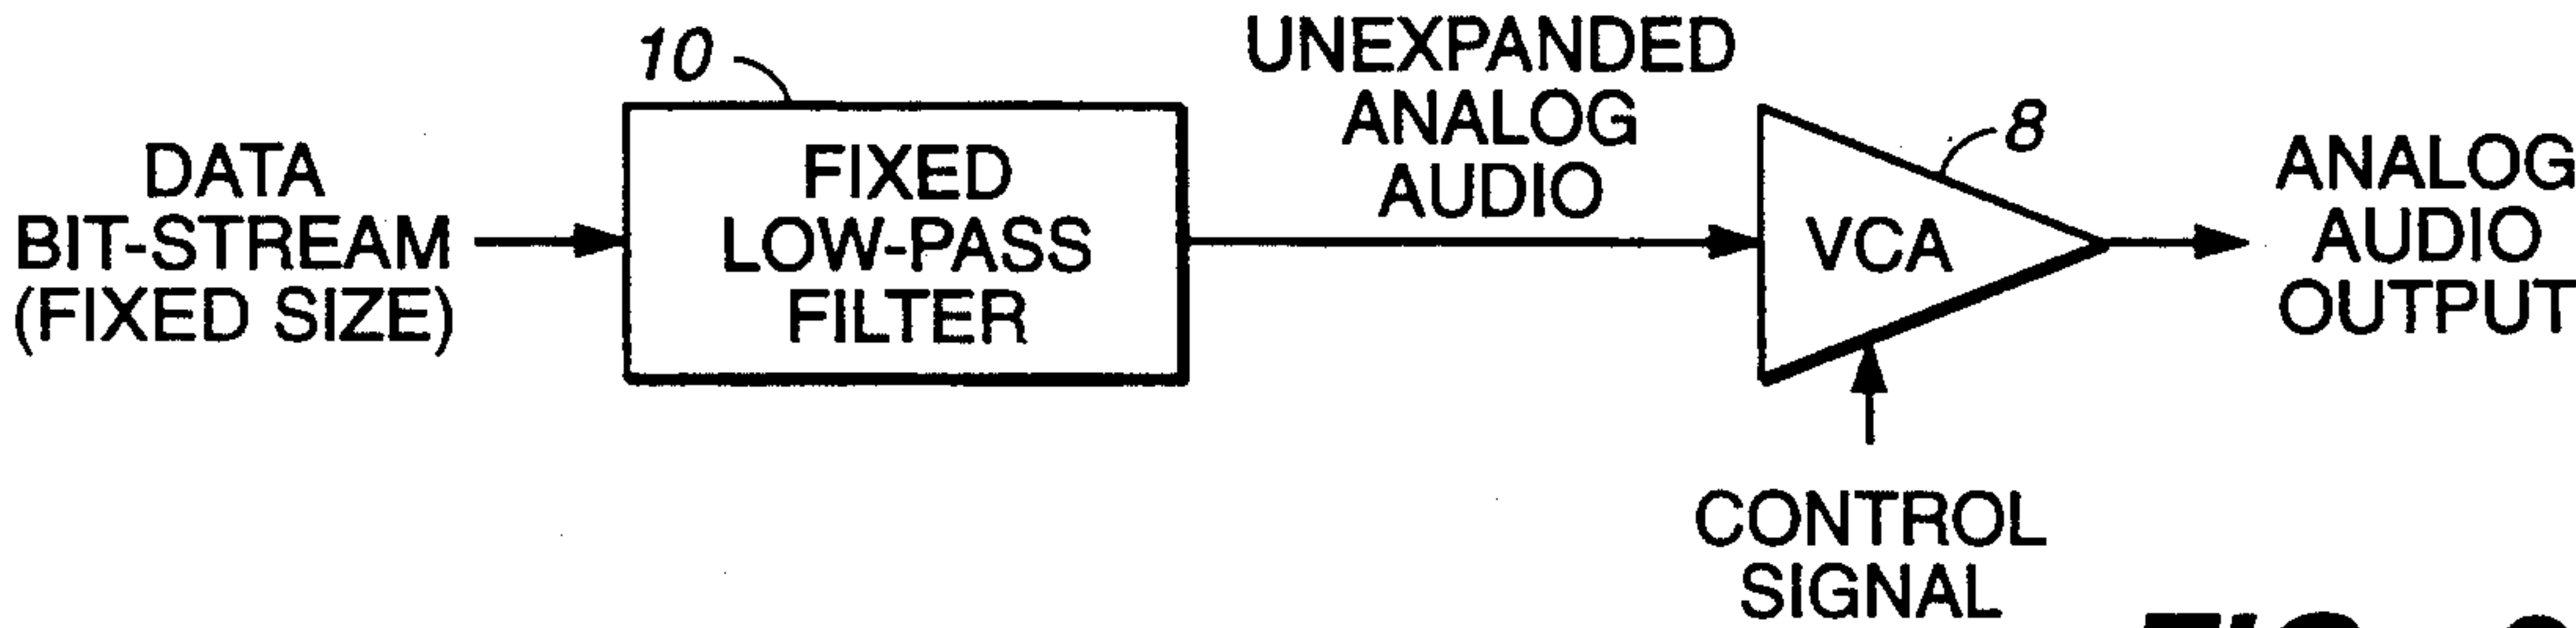 10
UNEXPANDED
ANALOG
AUDIO
8
DATA
BIT-STREAM
(FIXED SIZE)
FIXED
LOW-PASS
FILTER
VCA
ANALOG
AUDIO
OUTPUT
CONTROL
SIGNAL